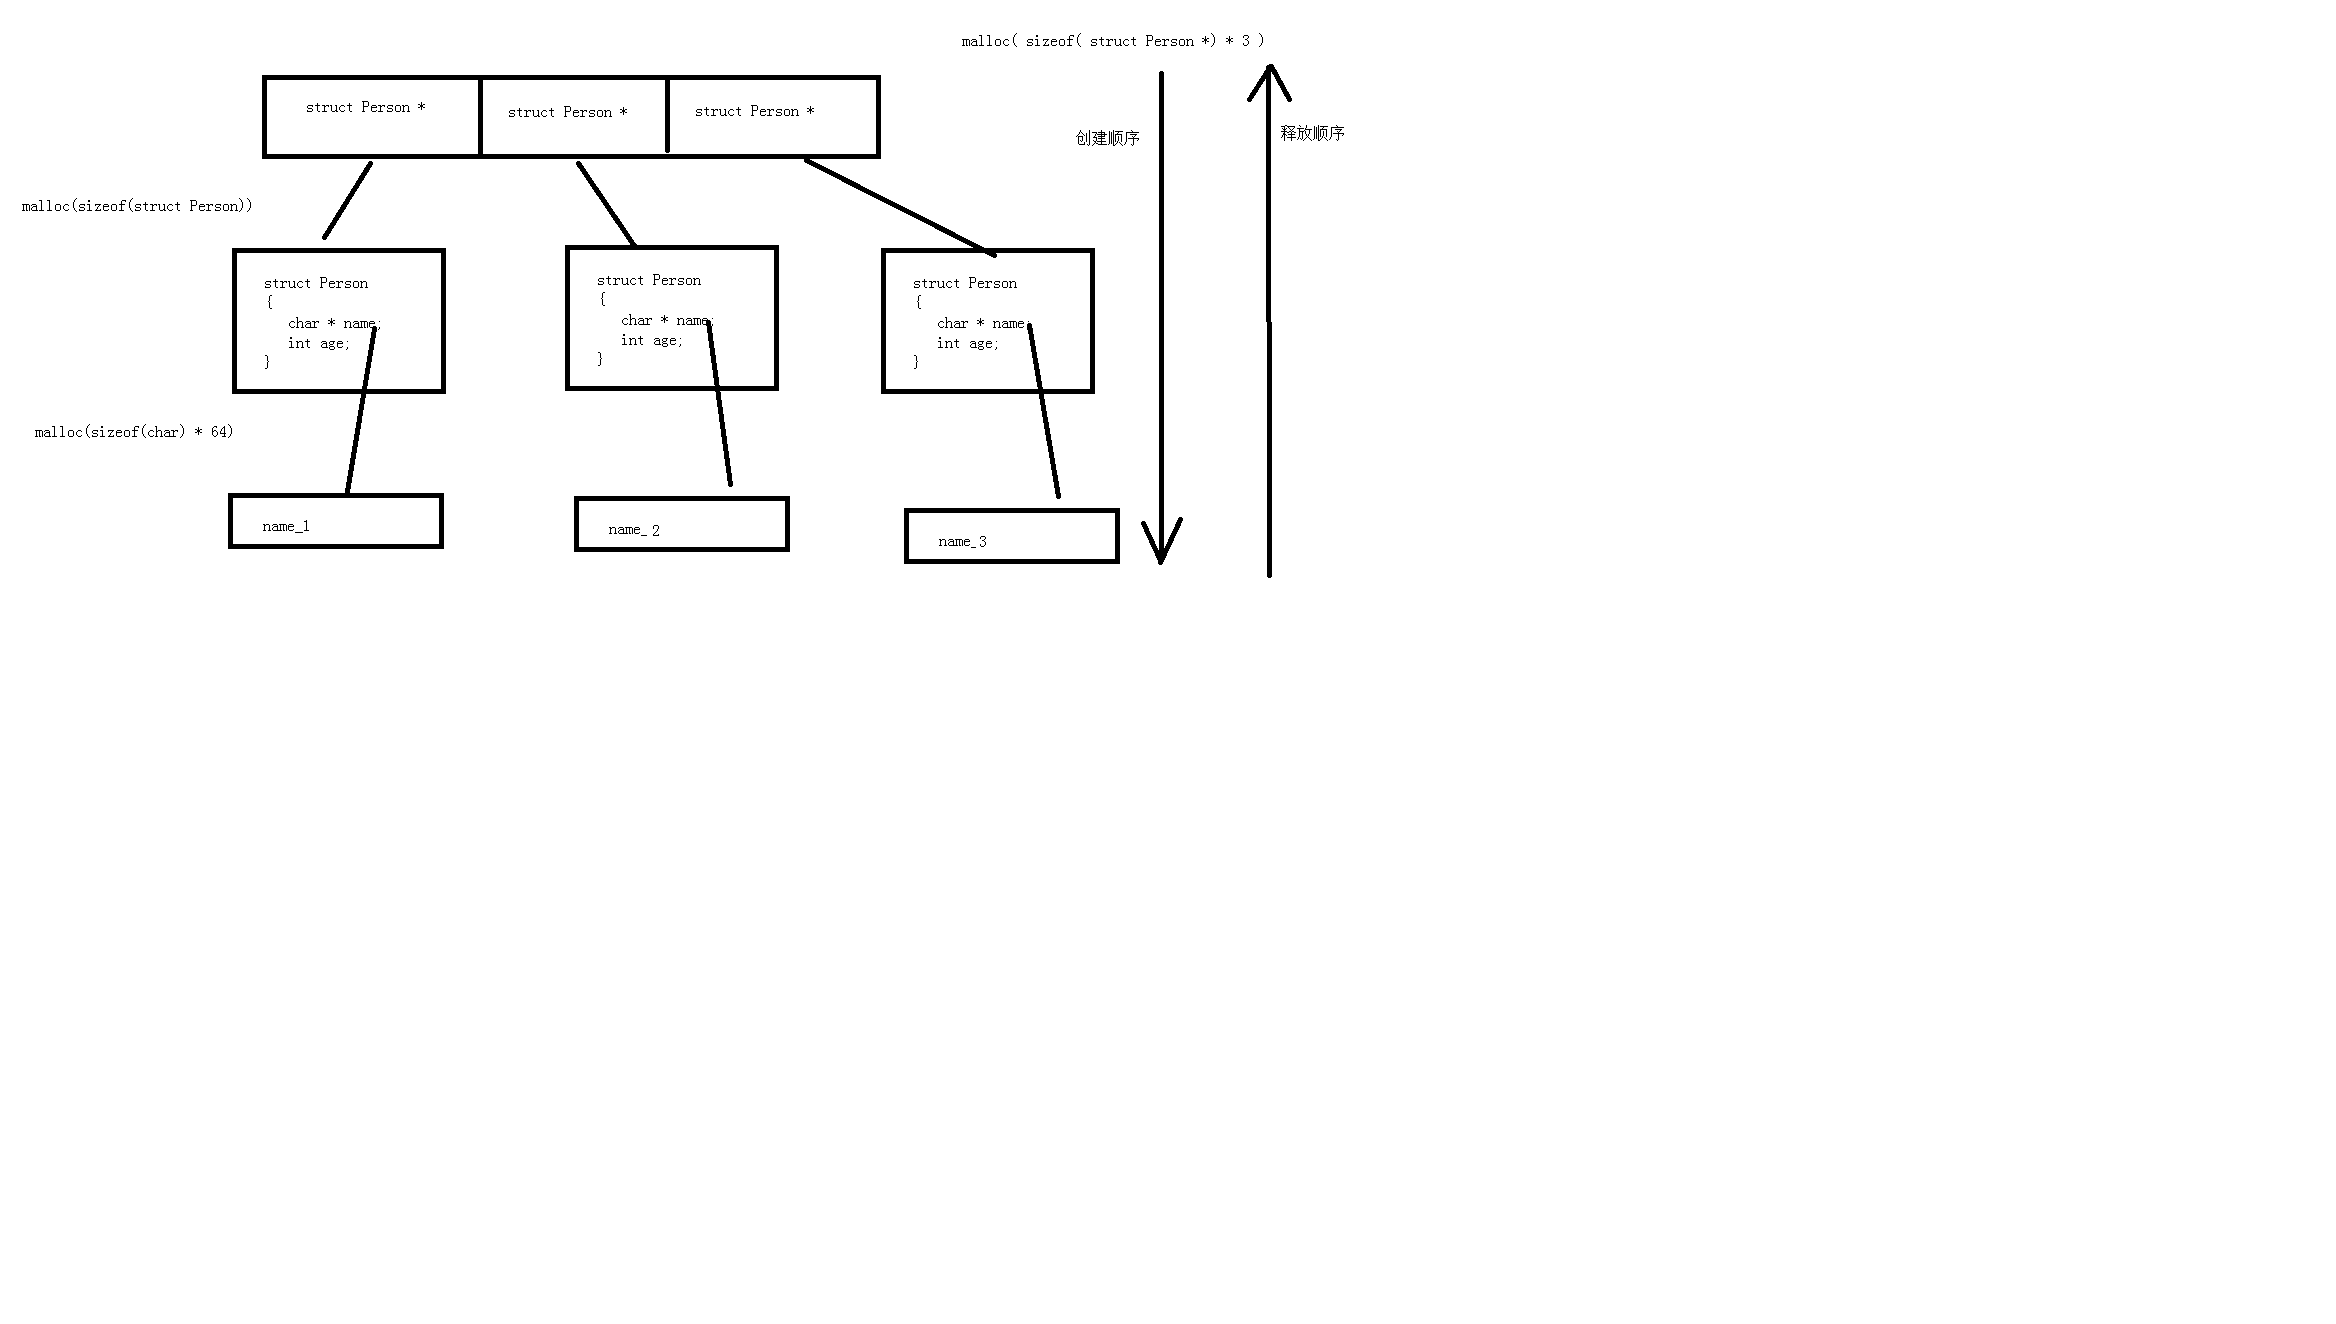 malloc( sizeof( struct Person *) * 3 )
struct Person *
struct Person *
struct Person *
创建顺序
释放顺序
malloc(sizeof(struct Person))
struct Person
{
char * name;
int age;
}
struct Person
{
char * name;
int age;
}
struct Person
{
char * name;
int age;
}
malloc(sizeof(char) * 64)
name_1
name_2
name_3